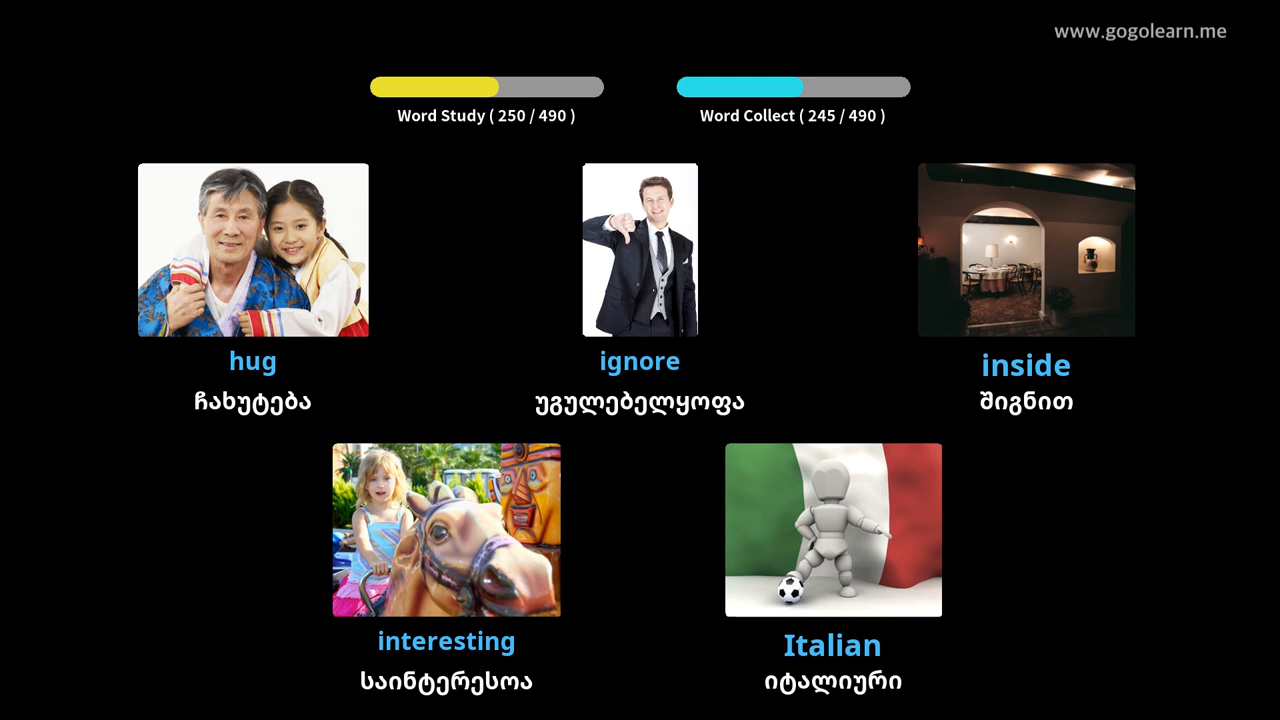 www.gogolearn.me
Word Study ( 250 / 490 )
Word Collect ( 245 / 490 )
hug
ჩახუტება
ignore
უგულებელყოფა
inside
შიგნით
interesting
საინტერესოა
Italian
იტალიური